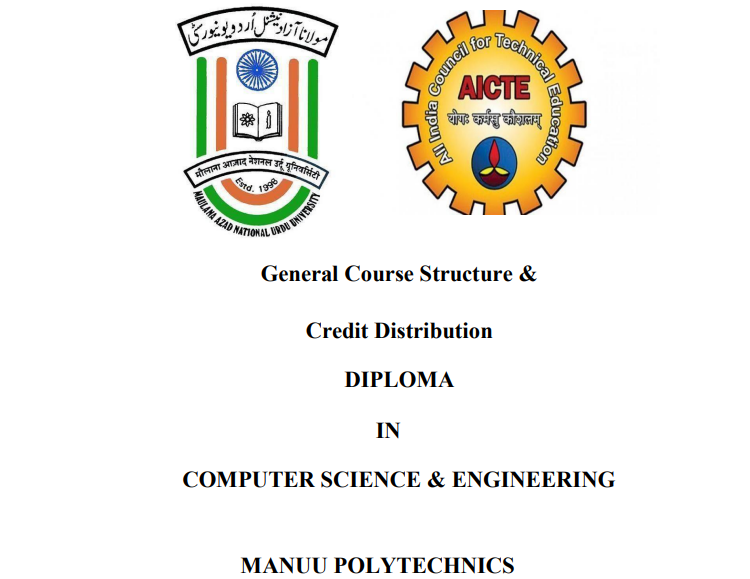 مولانا آزاد نیشنل اُردو یونیورسٹی
मौलाना आज़ाद नेशनल उर्दू यूनिवर्सिटी
Estd. 1998
MAULANA AZAD NATIONAL URDU UNIVERSITY
All India Council for Technical Education
AICTE
योगः कर्मसु कौशलम्
General Course Structure &
Credit Distribution
DIPLOMA
IN
COMPUTER SCIENCE & ENGINEERING
MANUU POLYTECHNICS